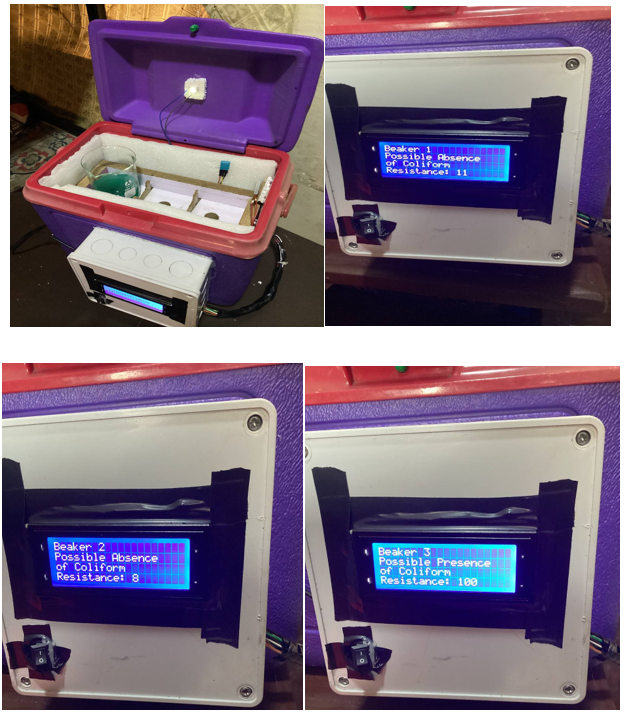 Beaker 1
Possible Absence
of Coliform
Resistance: 11
Beaker 2
Possible Absence
of Coliform
Resistance: 8
Beaker 3
Possible Presence
of Coliform
Resistance: 100